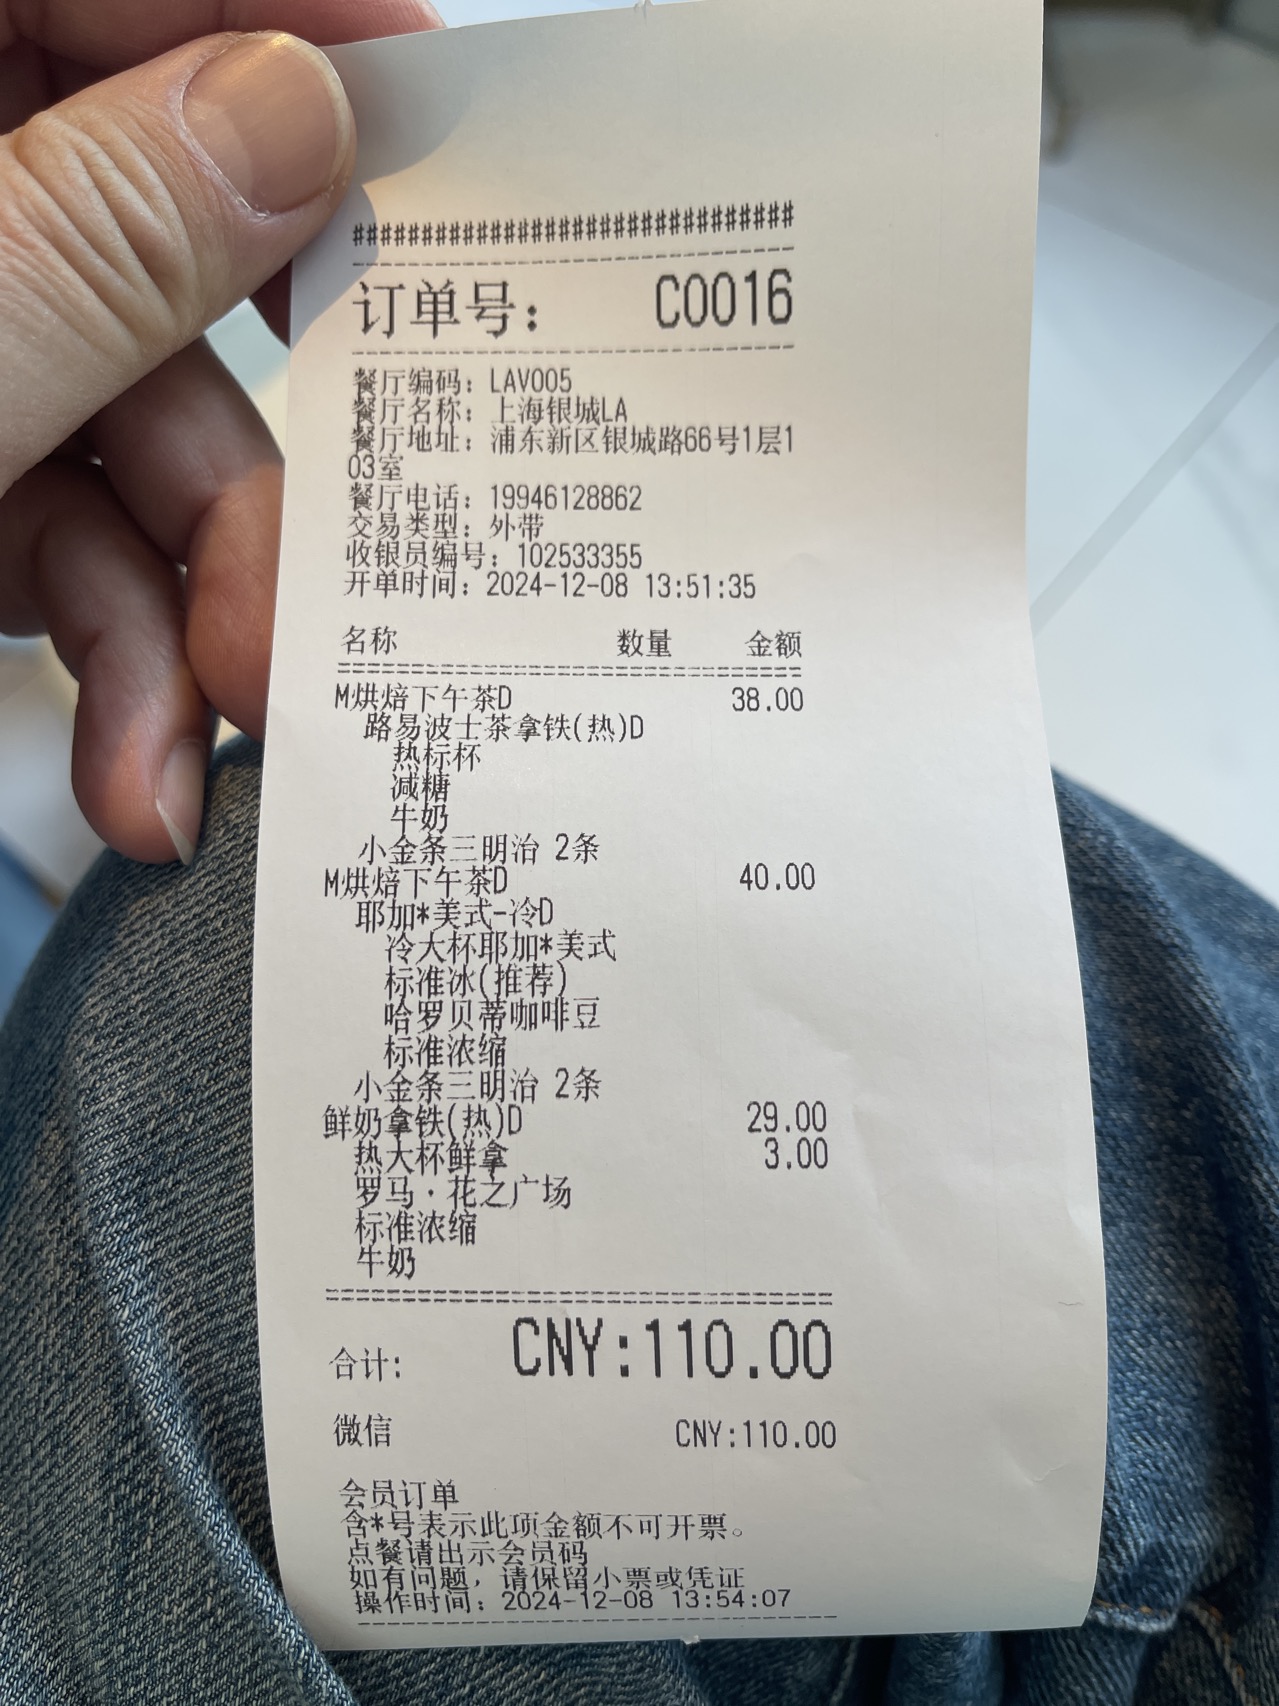 ################################
订单号： C0016
餐厅编码：LAV005
餐厅名称：上海银城LA
餐厅地址：浦东新区银城路66号1层1
03室
餐厅电话：19946128862
交易类型：外带
收银员编号：102533355
开单时间：2024-12-08 13:51:35
名称 数量 金额
M烘焙下午茶D 38.00
路易波士茶拿铁(热)D
热标杯
减糖
牛奶
小金条三明治 2条
M烘焙下午茶D 40.00
耶加*美式-冷D
冷大杯耶加*美式
标准冰(推荐)
哈罗贝蒂咖啡豆
标准浓缩
小金条三明治 2条
鲜奶拿铁(热)D 29.00
热大杯鲜拿 3.00
罗马·花之广场
标准浓缩
牛奶
合计: CNY:110.00
微信 CNY:110.00
会员订单
含*号表示此项金额不可开票。
点餐请出示会员码
如有问题，请保留小票或凭证
操作时间：2024-12-08 13:54:07